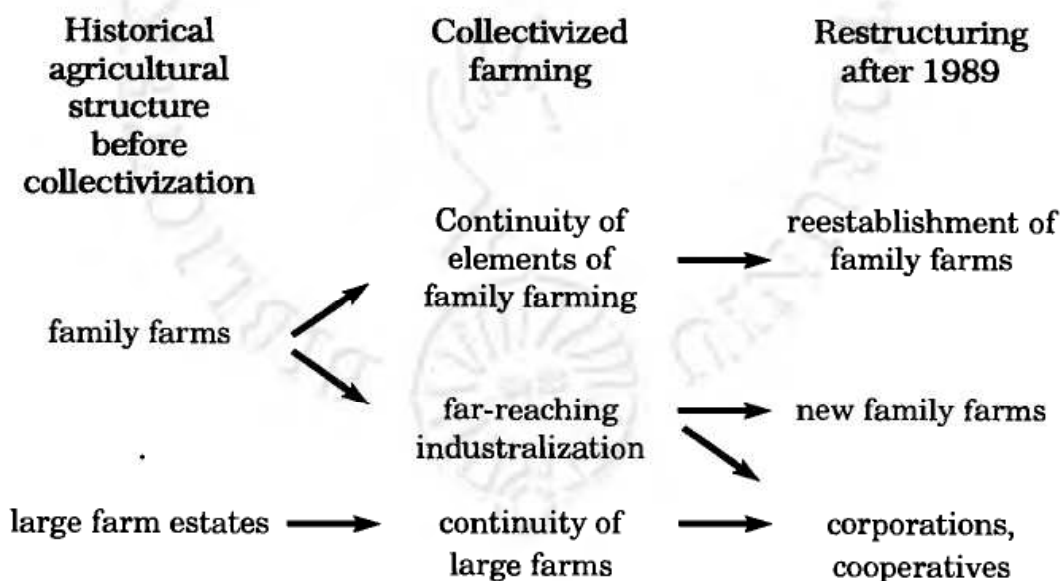 Historical
agricultural
structure
before
collectivization
Collectivized
farming
Restructuring
after 1989
Continuity of
elements of
family farming
reestablishment of
family farms
family farms
far-reaching
industralization
new family farms
large farm estates
continuity of
large farms
corporations,
cooperatives